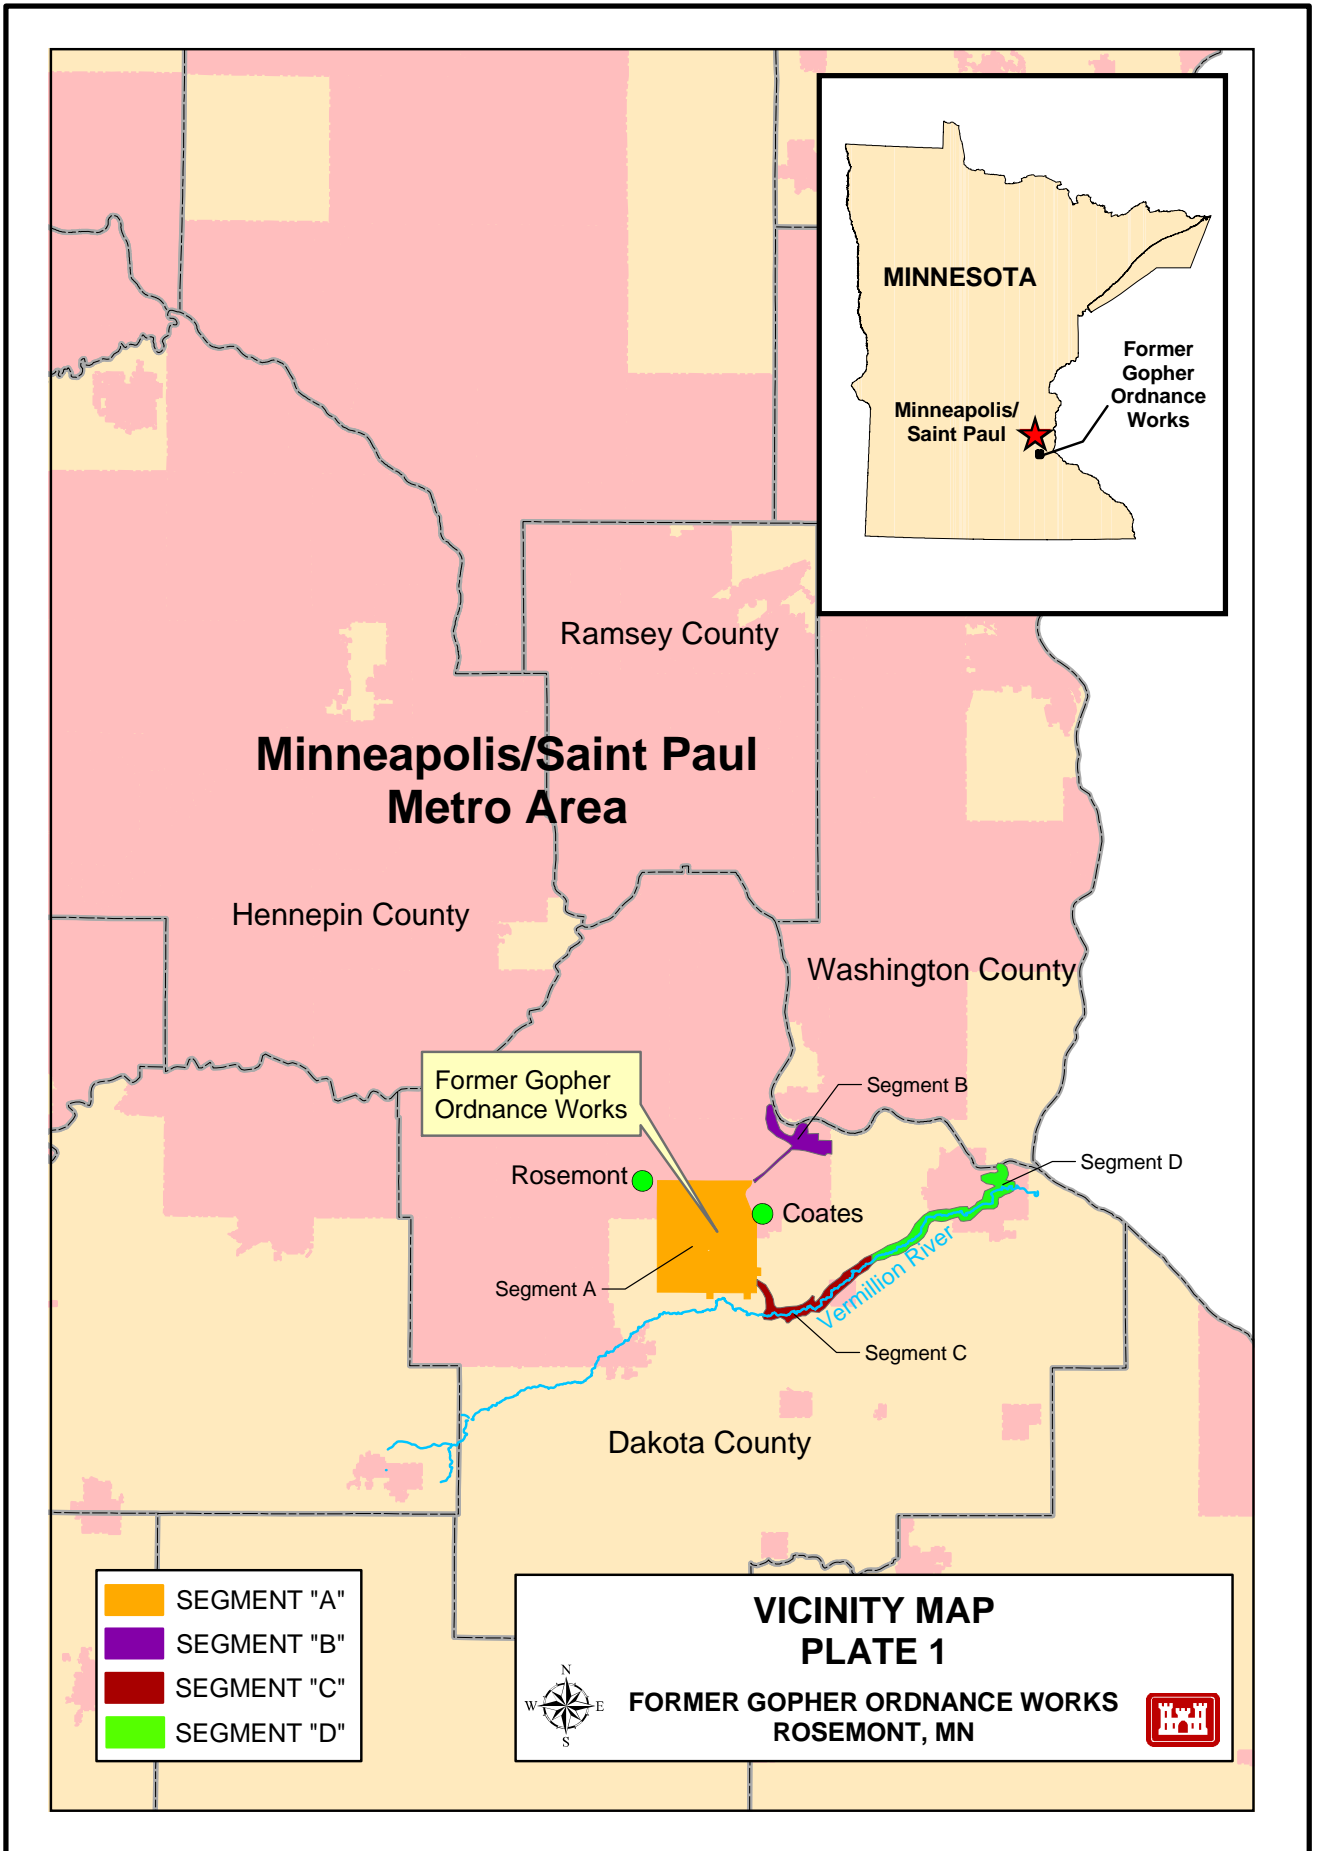 MINNESOTA
Former
Gopher
Ordnance
Works
Minneapolis/
Saint Paul
Ramsey County
Minneapolis/Saint Paul
Metro Area
Hennepin County
Washington County
Former Gopher
Ordnance Works
Segment B
Segment D
Rosemont
Coates
Segment A
Vermillion River
Segment C
Dakota County
SEGMENT "A"
SEGMENT "B"
SEGMENT "C"
SEGMENT "D"
VICINITY MAP
PLATE 1
N
W E
S
FORMER GOPHER ORDNANCE WORKS
ROSEMONT, MN